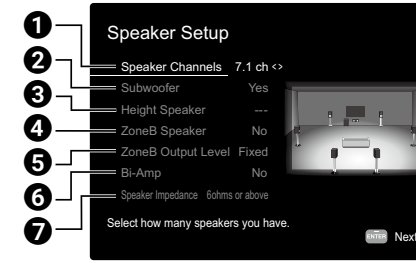 Speaker Setup
1 Speaker Channels 7.1 ch <>
2 Subwoofer Yes
3 Height Speaker ---
4 ZoneB Speaker No
5 ZoneB Output Level Fixed
6 Bi-Amp No
7 Speaker Impedance 6ohms or above
Select how many speakers you have.
ENTER Next